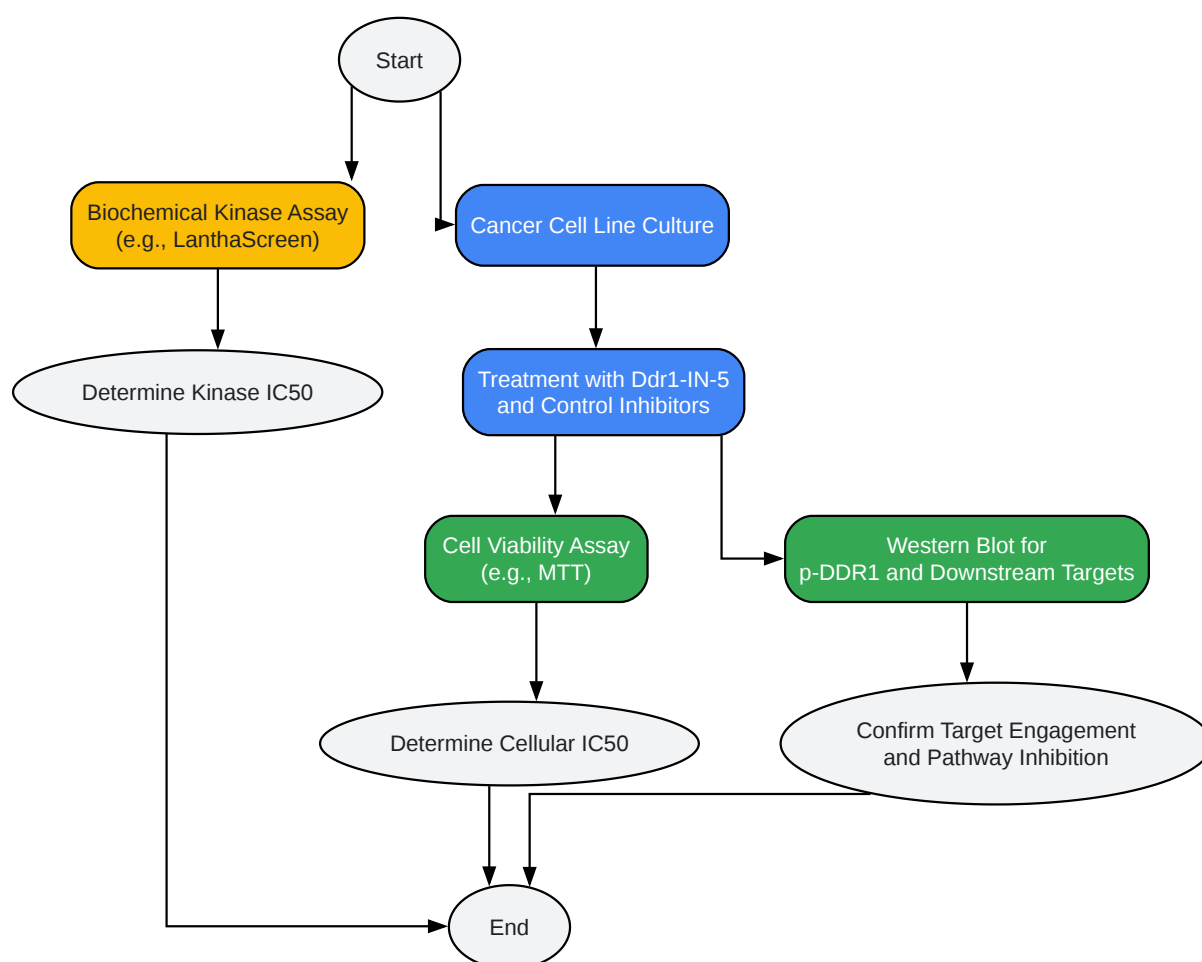 Start
Biochemical Kinase Assay
(e.g., LanthaScreen)
Cancer Cell Line Culture
Determine Kinase IC50
Treatment with Ddr1-IN-5
and Control Inhibitors
Cell Viability Assay
(e.g., MTT)
Western Blot for
p-DDR1 and Downstream Targets
Determine Cellular IC50
Confirm Target Engagement
and Pathway Inhibition
End